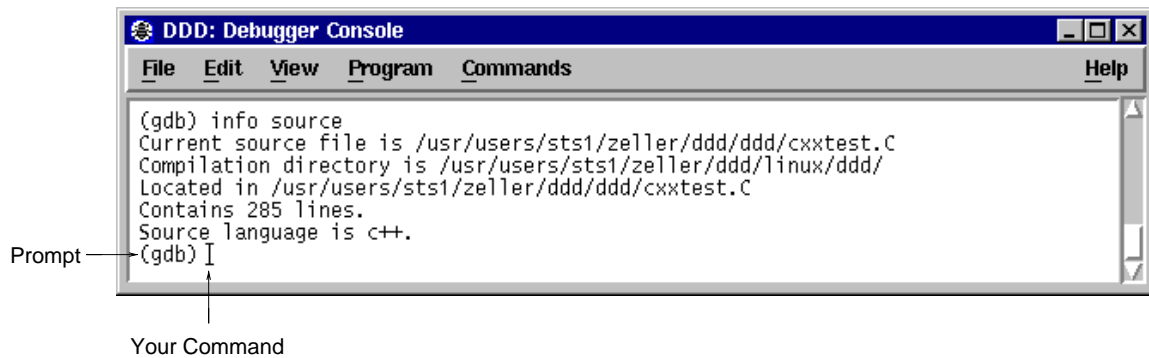 DDD: Debugger Console
File Edit View Program Commands Help
(gdb) info source
Current source file is /usr/users/sts1/zeller/ddd/ddd/cxxtest.C
Compilation directory is /usr/users/sts1/zeller/ddd/linux/ddd/
Located in /usr/users/sts1/zeller/ddd/ddd/cxxtest.C
Contains 285 lines.
Source language is c++.
Prompt (gdb)
Your Command